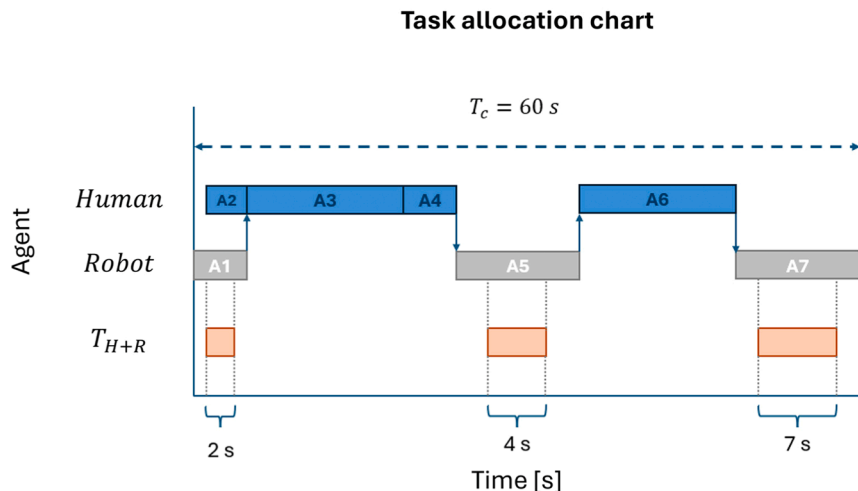 Task allocation chart
T_c = 60 s
Human
A2
A3
A4
A6
Agent
Robot
A1
A5
A7
T_{H+R}
2 s
4 s
7 s
Time [s]